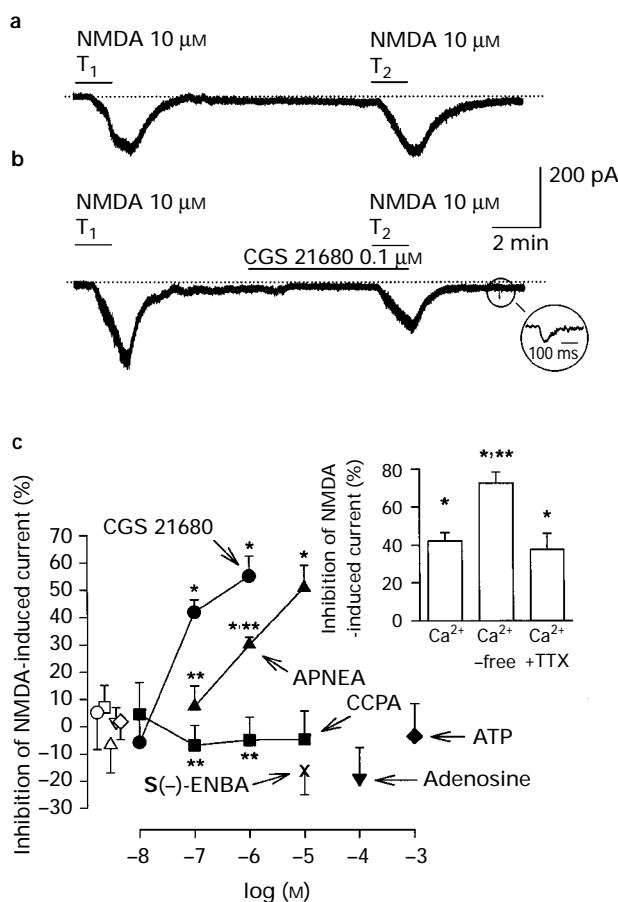 a
NMDA 10 μM NMDA 10 μM
T1 T2
b
200 pA
NMDA 10 μM NMDA 10 μM
T1 T2
2 min
CGS 21680 0.1 μM
100 ms
c
Inhibition of NMDA-induced current (%)
70
60
50
40
30
20
10
0
–10
–20
–30
CGS 21680
*
*
*
*,**
**
APNEA
CCPA
** **
S(–)-ENBA
Adenosine
ATP
–8 –7 –6 –5 –4 –3
log (M)
Inhibition of NMDA
-induced current (%)
80
60
40
20
0
* *,** *
Ca2+ Ca2+ Ca2+
–free +TTX